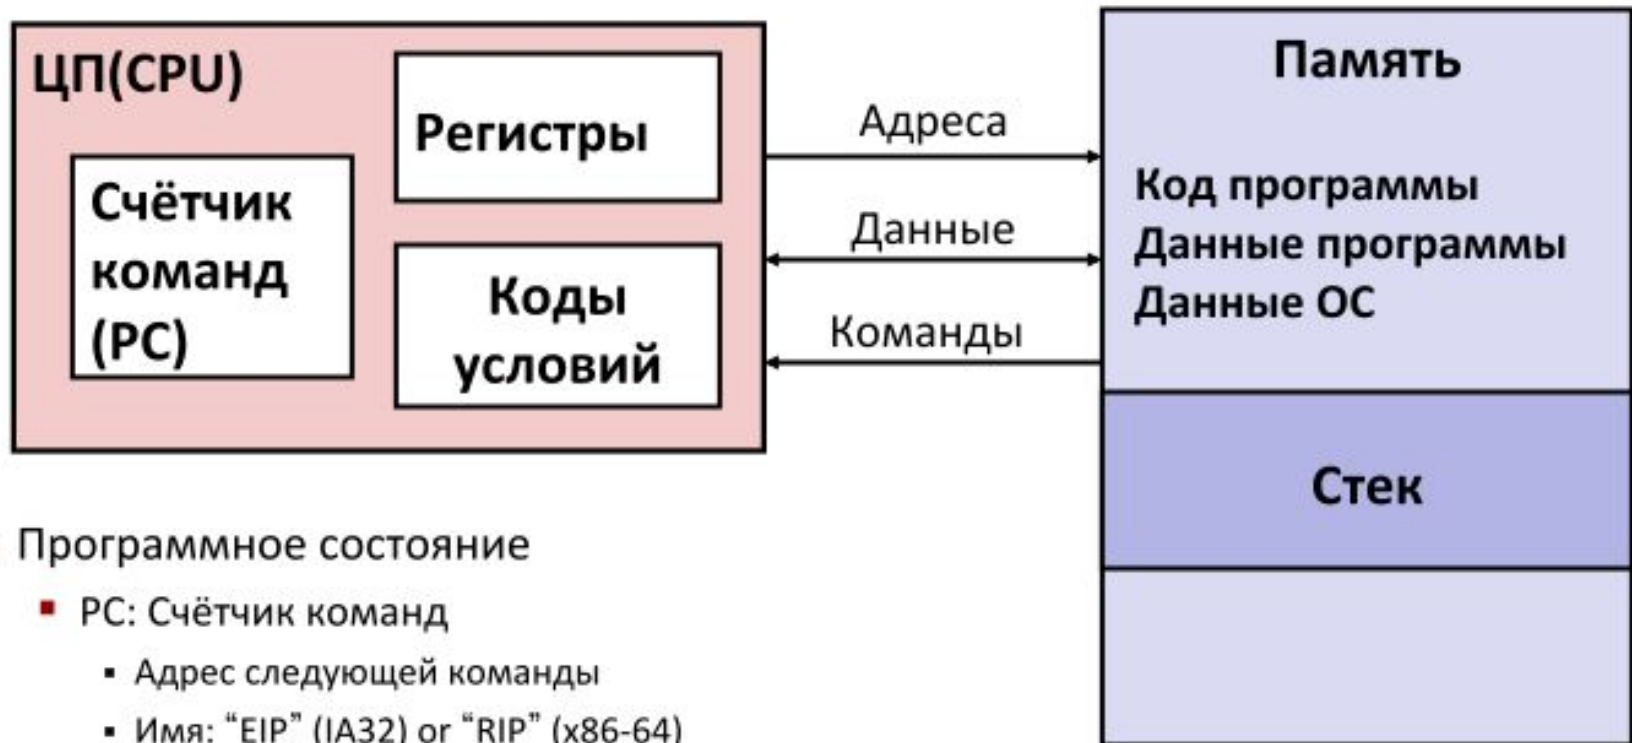 ЦП(CPU)
Регистры
Счётчик
команд
(PC)
Коды
условий
Адреса
Данные
Команды
Память
Код программы
Данные программы
Данные ОС
Стек
Программное состояние
▪ PC: Счётчик команд
▪ Адрес следующей команды
▪ Имя: “EIP” (IA32) or “RIP” (x86-64)